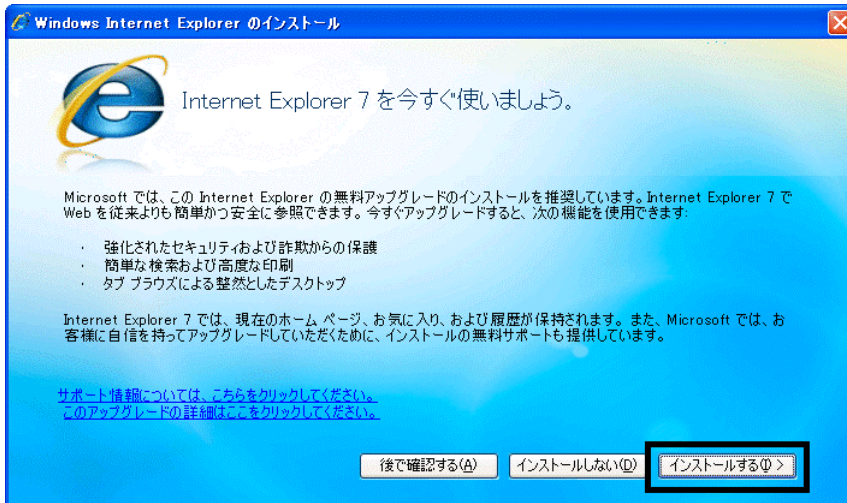 Windows Internet Explorer のインストール
Internet Explorer 7 を今すぐ使いましょう。
Microsoft では、この Internet Explorer の無料アップグレードのインストールを推奨しています。Internet Explorer 7 で
Web を従来よりも簡単かつ安全に参照できます。今すぐアップグレードすると、次の機能を使用できます:
・ 強化されたセキュリティおよび詐欺からの保護
・ 簡単な検索および高度な印刷
・ タブ ブラウズによる整然としたデスクトップ
Internet Explorer 7 では、現在のホーム ページ、お気に入り、および履歴が保持されます。また、Microsoft では、お
客様に自信を持ってアップグレードしていただくために、インストールの無料サポートも提供しています。
サポート情報については、こちらをクリックしてください。
このアップグレードの詳細はここをクリックしてください。
後で確認する(A) インストールしない(D) インストールする(I) >